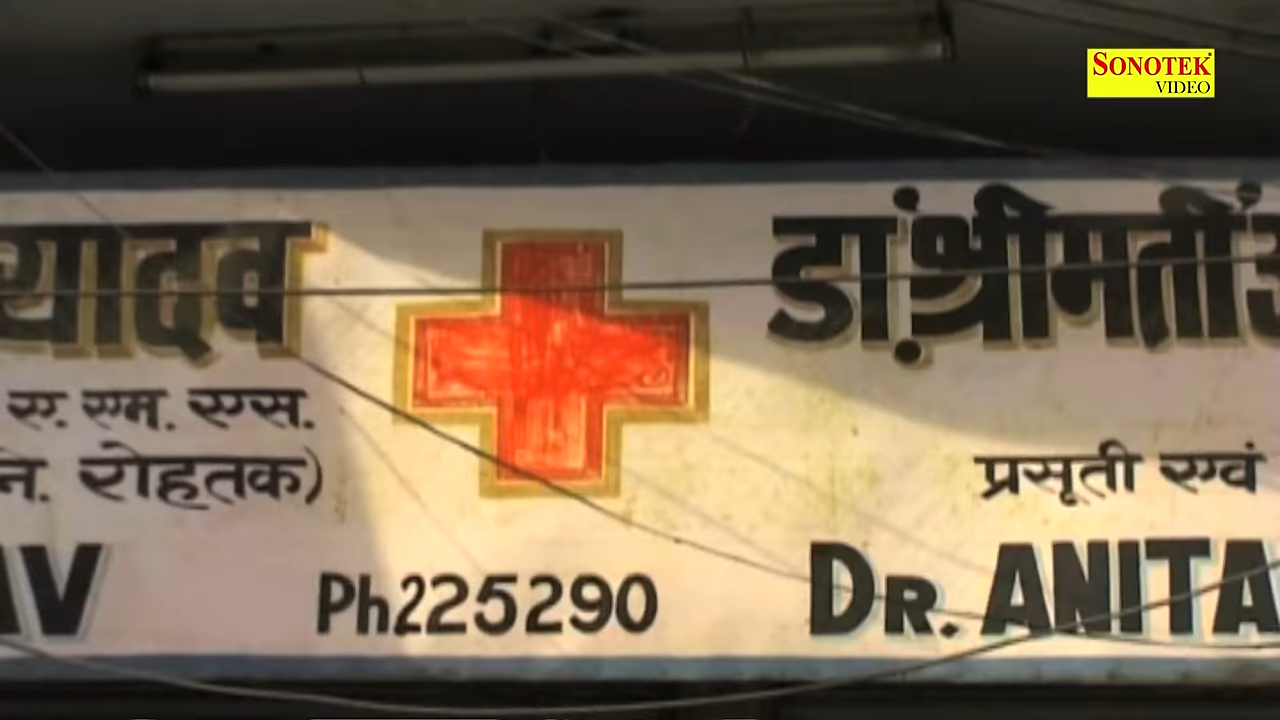 SONOTEK
VIDEO
यादव
ए. एम. एस.
रोहतक)
Ph225290
डा. श्रीमती
प्रसूती एवं
DR. ANITA